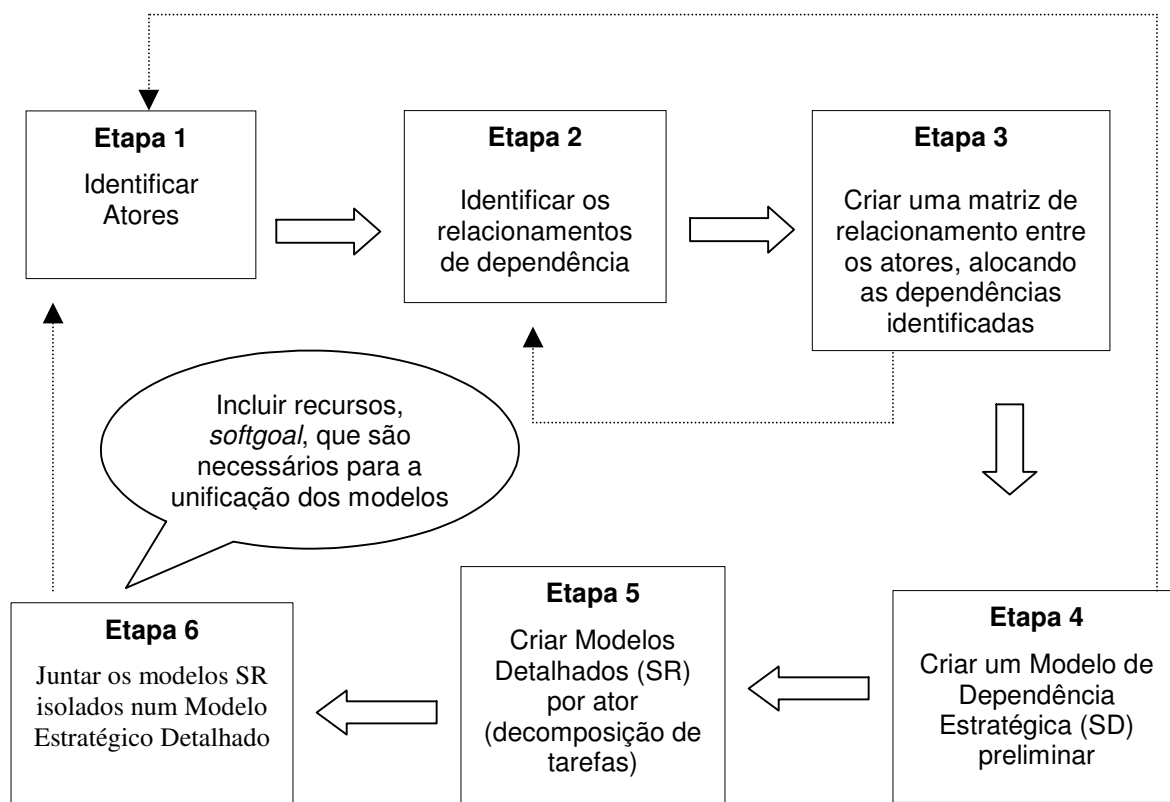 Etapa 1
Identificar
Atores
Etapa 2
Identificar os
relacionamentos
de dependência
Etapa 3
Criar uma matriz de
relacionamento entre
os atores, alocando
as dependências
identificadas
Incluir recursos,
softgoal, que são
necessários para a
unificação dos modelos
Etapa 4
Criar um Modelo de
Dependência
Estratégica (SD)
preliminar
Etapa 5
Criar Modelos
Detalhados (SR)
por ator
(decomposição de
tarefas)
Etapa 6
Juntar os modelos SR
isolados num Modelo
Estratégico Detalhado